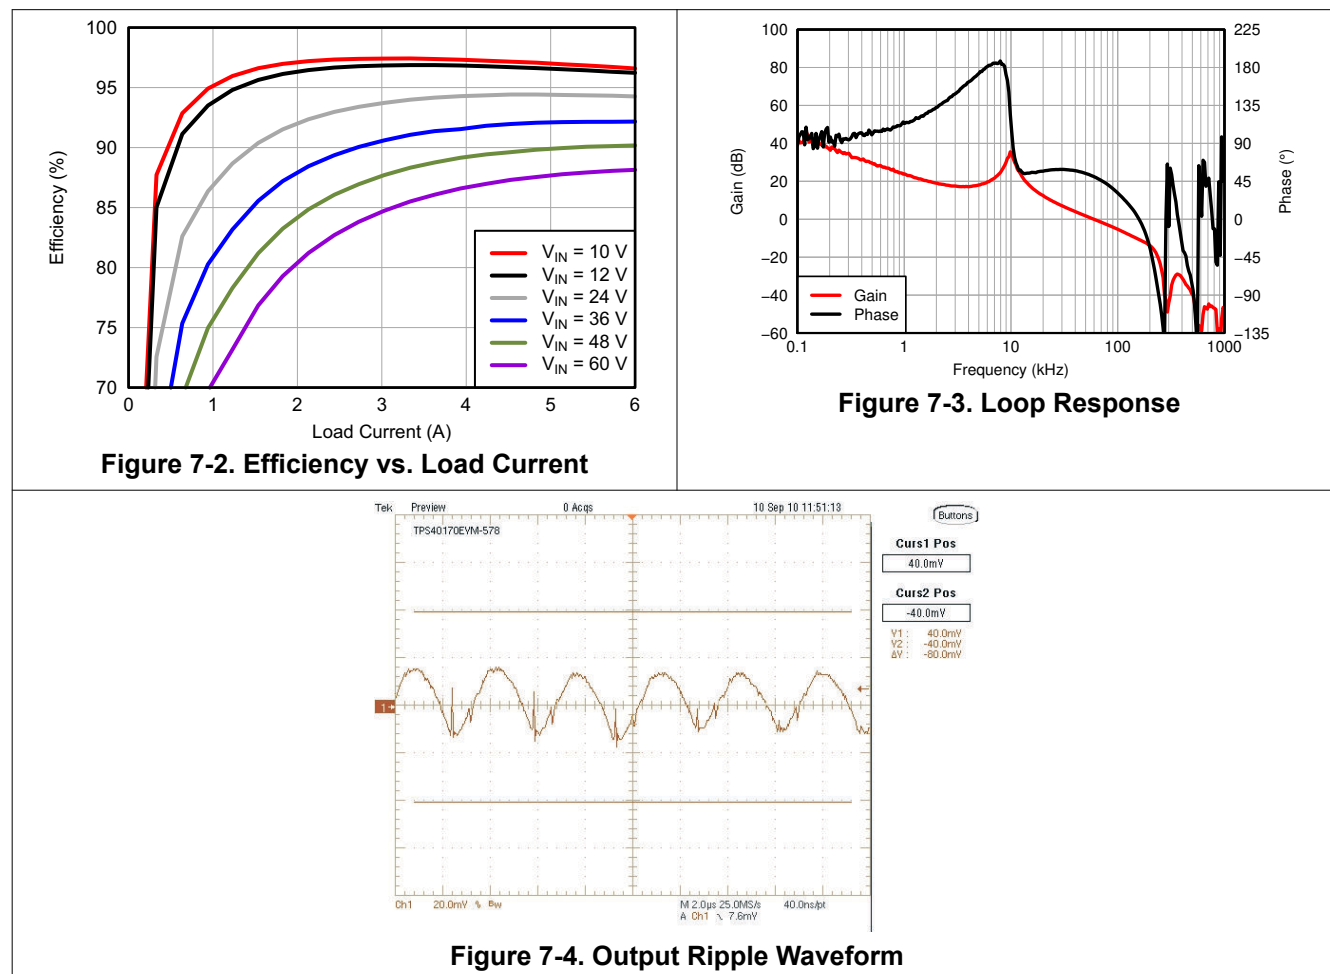 100
95
90
85
80
75
70
Efficiency (%)
0 1 2 3 4 5 6
Load Current (A)
VIN = 10 V
VIN = 12 V
VIN = 24 V
VIN = 36 V
VIN = 48 V
VIN = 60 V
Figure 7-2. Efficiency vs. Load Current
100
80
60
40
20
0
−20
−40
−60
Gain (dB)
225
180
135
90
45
0
−45
−90
−135
Phase (°)
Gain
Phase
0.1 1 10 100 1000
Frequency (kHz)
Figure 7-3. Loop Response
Tek Preview 0 Acqs 10 Sep 10 11:51:13
Buttons
TPS40170EVM-578
Curs1 Pos
40.0mV
Curs2 Pos
-40.0mV
Y1 : 40.0mV
Y2 : -40.0mV
ΔY : -80.0mV
1
Ch1 20.0mV Bw
M 2.0µs 25.0MS/s 40.0ns/pt
A Ch1 7.6mV
Figure 7-4. Output Ripple Waveform